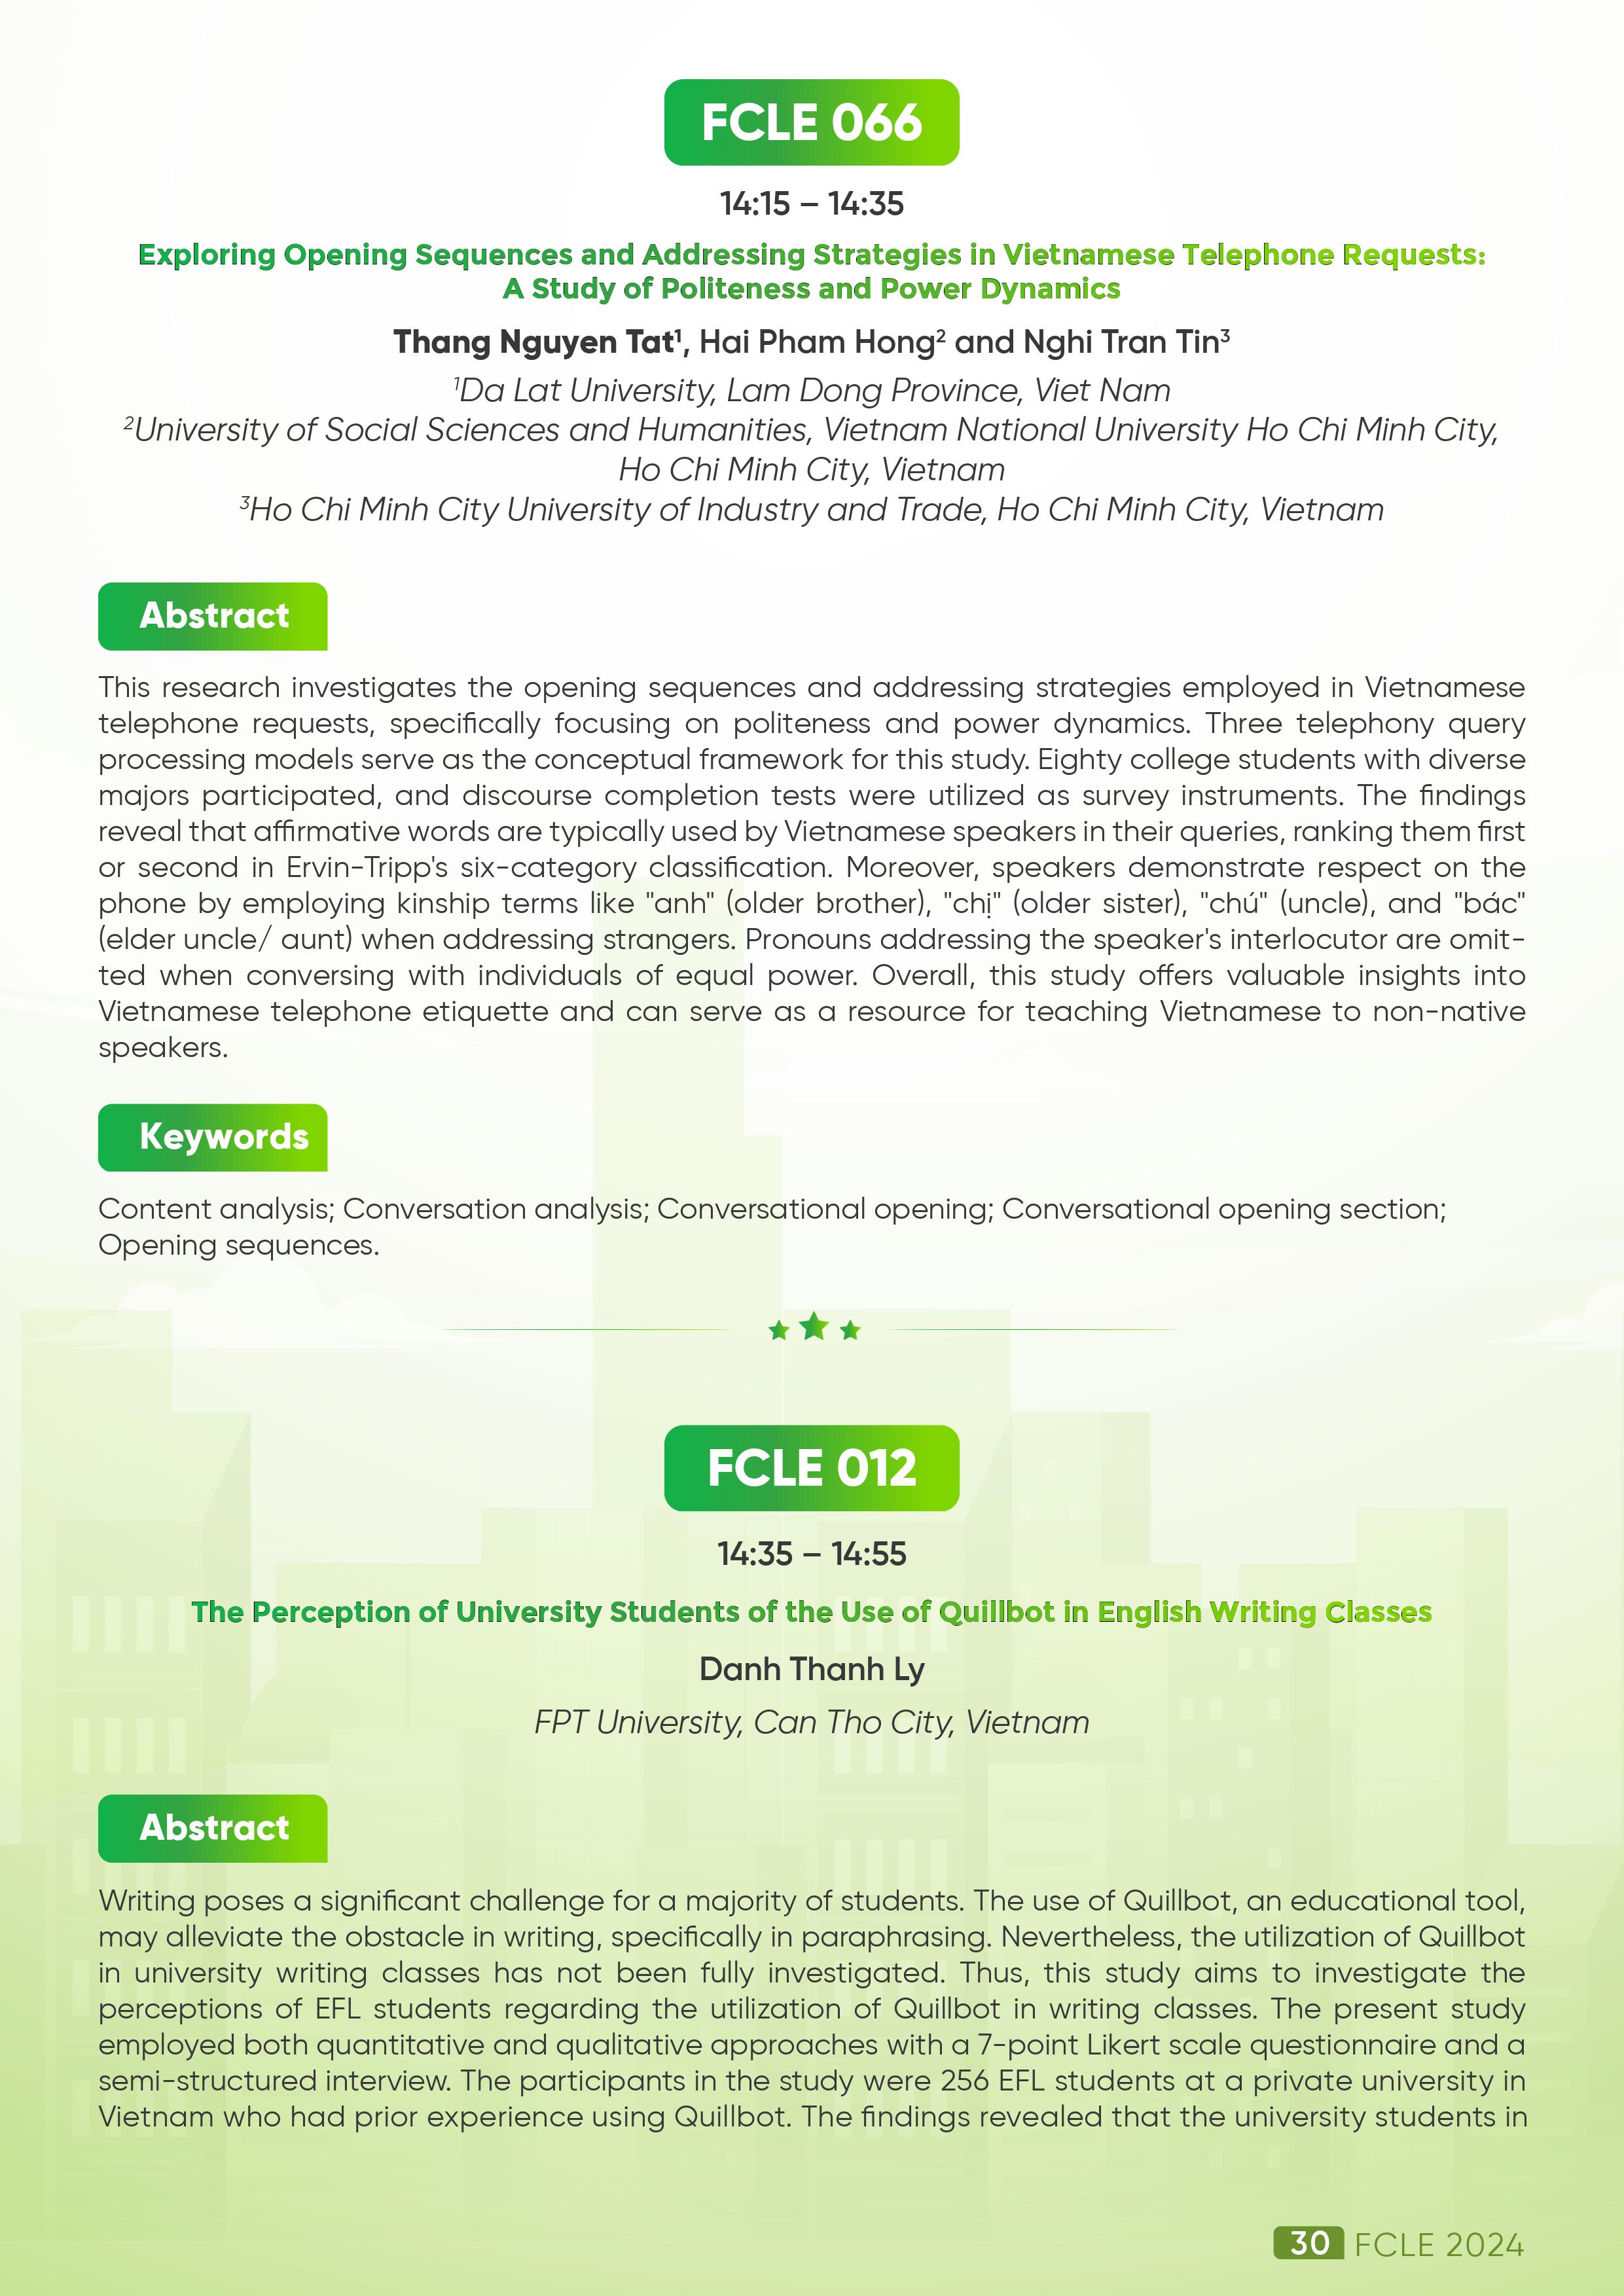 FCLE 066
14:15 – 14:35
Exploring Opening Sequences and Addressing Strategies in Vietnamese Telephone Requests:
A Study of Politeness and Power Dynamics
Thang Nguyen Tat¹, Hai Pham Hong² and Nghi Tran Tin³
¹Da Lat University, Lam Dong Province, Viet Nam
²University of Social Sciences and Humanities, Vietnam National University Ho Chi Minh City,
Ho Chi Minh City, Vietnam
³Ho Chi Minh City University of Industry and Trade, Ho Chi Minh City, Vietnam
Abstract
This research investigates the opening sequences and addressing strategies employed in Vietnamese
telephone requests, specifically focusing on politeness and power dynamics. Three telephony query
processing models serve as the conceptual framework for this study. Eighty college students with diverse
majors participated, and discourse completion tests were utilized as survey instruments. The findings
reveal that affirmative words are typically used by Vietnamese speakers in their queries, ranking them first
or second in Ervin-Tripp's six-category classification. Moreover, speakers demonstrate respect on the
phone by employing kinship terms like "anh" (older brother), "chị" (older sister), "chú" (uncle), and "bác"
(elder uncle/ aunt) when addressing strangers. Pronouns addressing the speaker's interlocutor are omit-
ted when conversing with individuals of equal power. Overall, this study offers valuable insights into
Vietnamese telephone etiquette and can serve as a resource for teaching Vietnamese to non-native
speakers.
Keywords
Content analysis; Conversation analysis; Conversational opening; Conversational opening section;
Opening sequences.
FCLE 012
14:35 – 14:55
The Perception of University Students of the Use of Quillbot in English Writing Classes
Danh Thanh Ly
FPT University, Can Tho City, Vietnam
Abstract
Writing poses a significant challenge for a majority of students. The use of Quillbot, an educational tool,
may alleviate the obstacle in writing, specifically in paraphrasing. Nevertheless, the utilization of Quillbot
in university writing classes has not been fully investigated. Thus, this study aims to investigate the
perceptions of EFL students regarding the utilization of Quillbot in writing classes. The present study
employed both quantitative and qualitative approaches with a 7-point Likert scale questionnaire and a
semi-structured interview. The participants in the study were 256 EFL students at a private university in
Vietnam who had prior experience using Quillbot. The findings revealed that the university students in
30 FCLE 2024